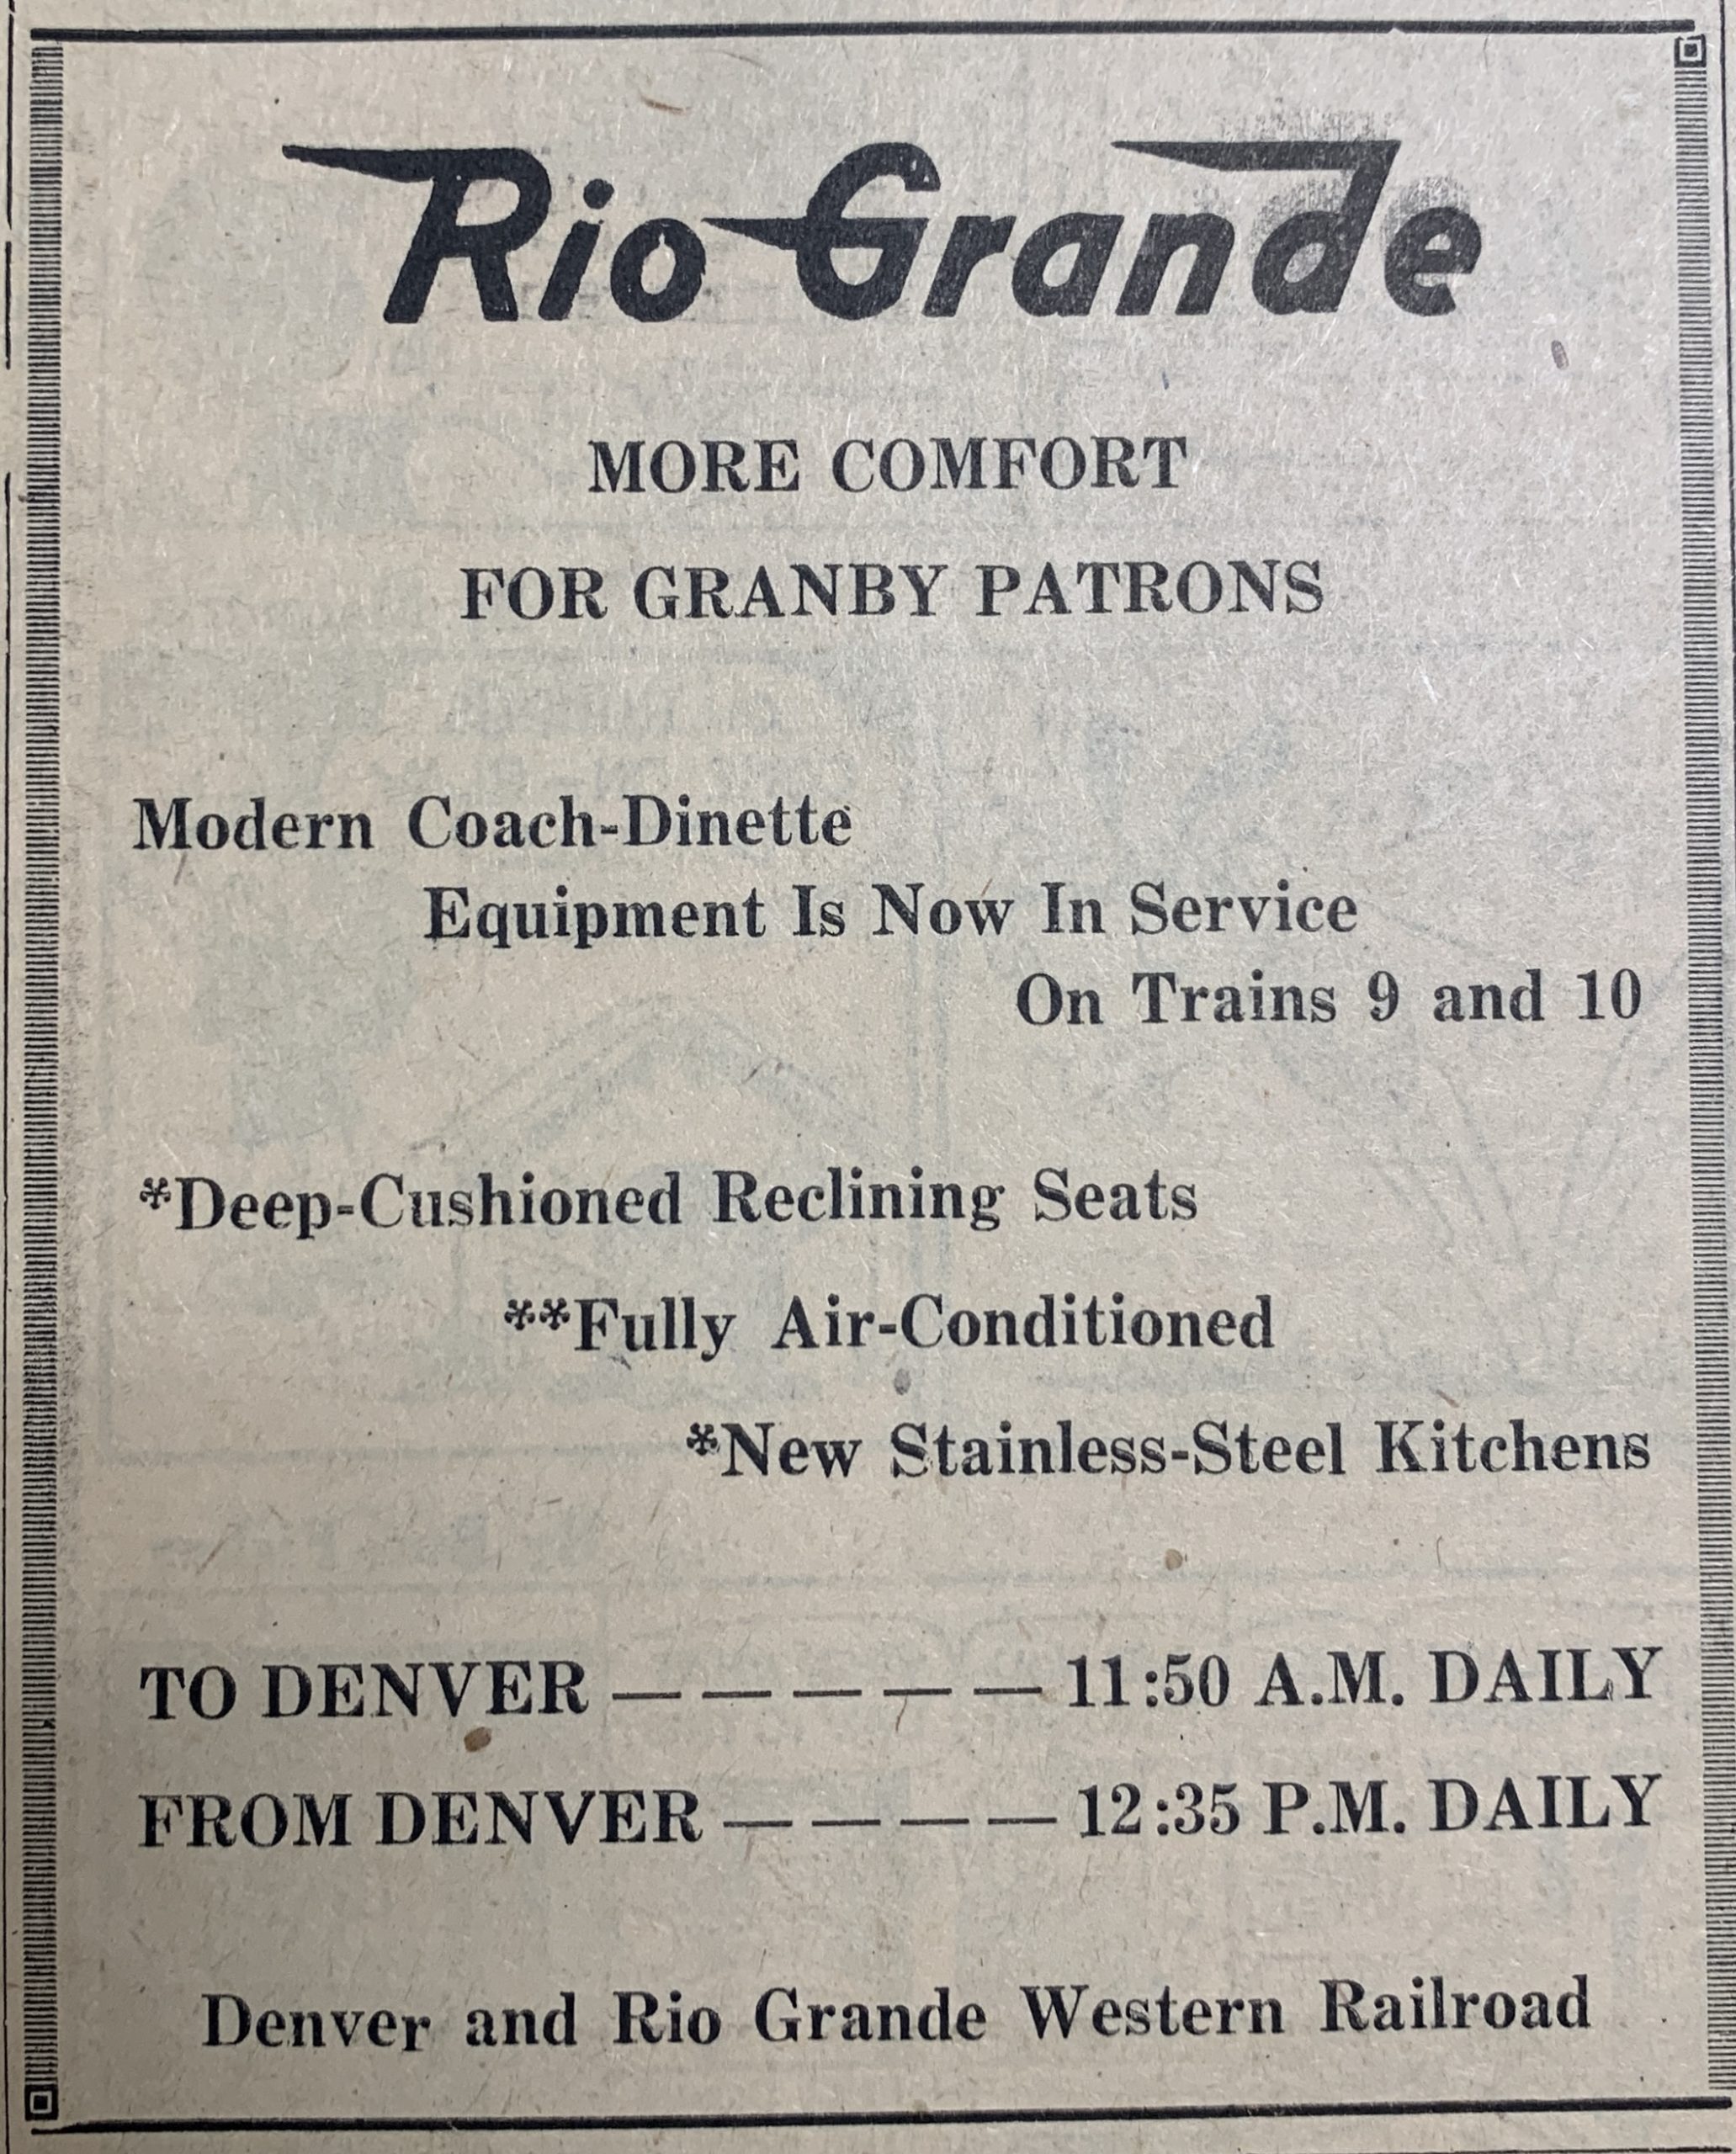 Rio Grande
MORE COMFORT
FOR GRANBY PATRONS
Modern Coach-Dinette
Equipment Is Now In Service
On Trains 9 and 10
*Deep-Cushioned Reclining Seats
**Fully Air-Conditioned
*New Stainless-Steel Kitchens
TO DENVER — — — — — 11:50 A.M. DAILY
FROM DENVER — — — — 12:35 P.M. DAILY
Denver and Rio Grande Western Railroad